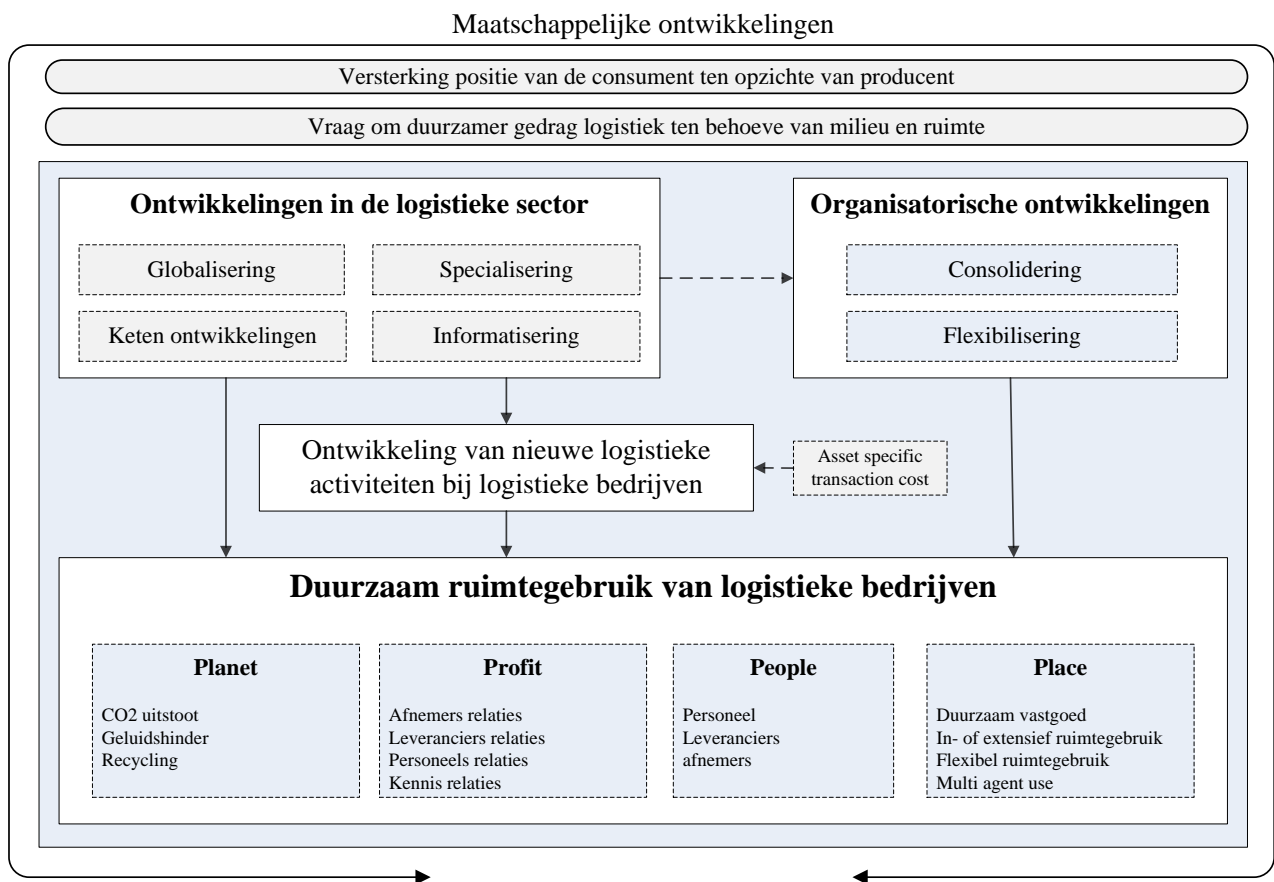 Maatschappelijke ontwikkelingen
Versterking positie van de consument ten opzichte van producent
Vraag om duurzamer gedrag logistiek ten behoeve van milieu en ruimte
Ontwikkelingen in de logistieke sector
Globalisering
Specialisering
Keten ontwikkelingen
Informatisering
Organisatorische ontwikkelingen
Consolidering
Flexibilisering
Ontwikkeling van nieuwe logistieke
activiteiten bij logistieke bedrijven
Asset specific
transaction cost
Duurzaam ruimtegebruik van logistieke bedrijven
Planet
CO2 uitstoot
Geluidshinder
Recycling
Profit
Afnemers relaties
Leveranciers relaties
Personeels relaties
Kennis relaties
People
Personeel
Leveranciers
afnemers
Place
Duurzaam vastgoed
In- of extensief ruimtegebruik
Flexibel ruimtegebruik
Multi agent use